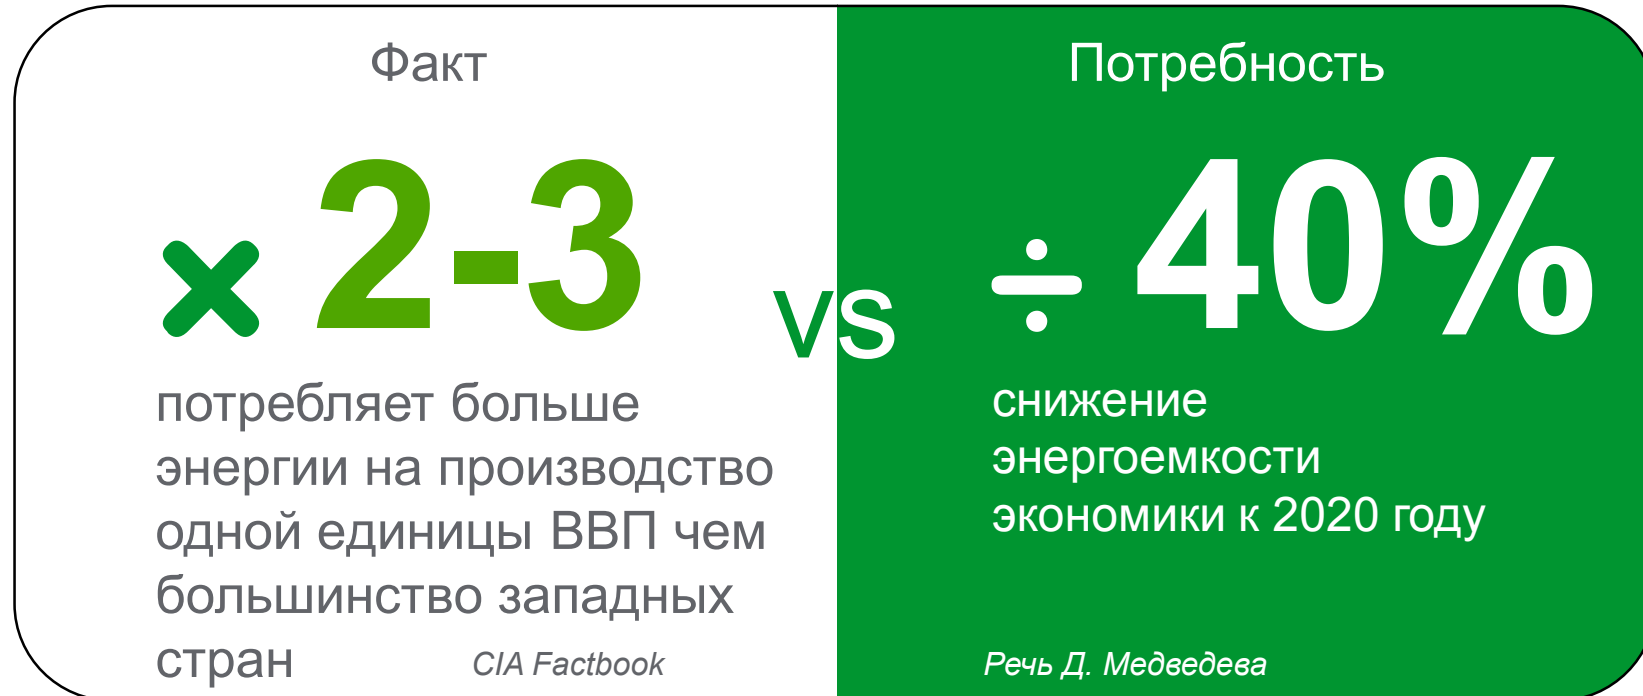 Факт
× 2-3
потребляет больше
энергии на производство
одной единицы ВВП чем
большинство западных
стран
CIA Factbook
vs
Потребность
÷ 40%
снижение
энергоемкости
экономики к 2020 году
Речь Д. Медведева